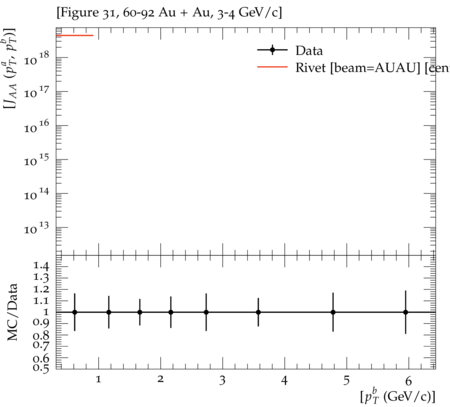 [Figure 31, 60-92 Au + Au, 3-4 GeV/c]
[J_AA (p_T^a, p_T^b)]
Data
Rivet [beam=AUAU] [cen
10^18
10^17
10^16
10^15
10^14
10^13
MC/Data
1.4
1.3
1.2
1.1
1
0.9
0.8
0.7
0.6
0.5
1 2 3 4 5 6
[p_T^b (GeV/c)]